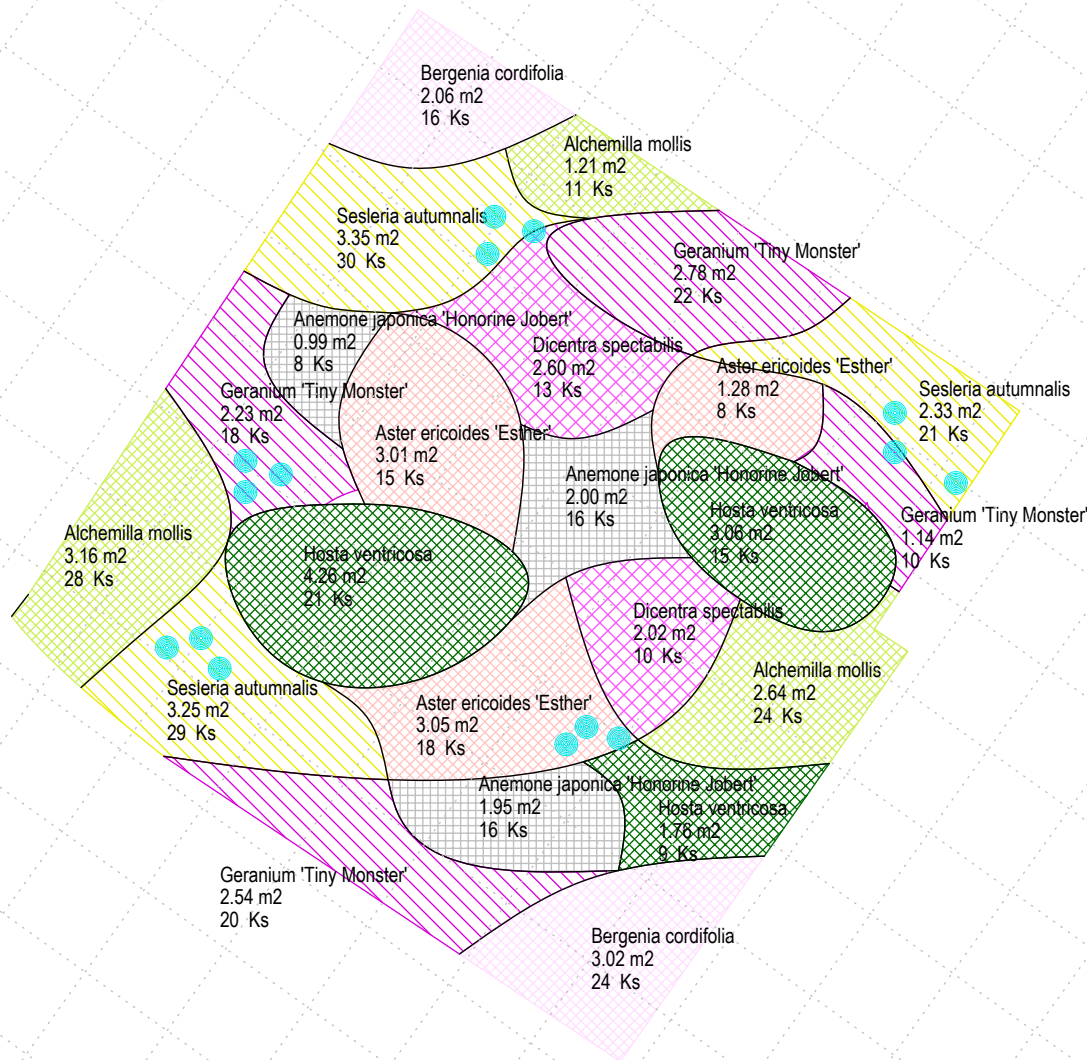 Bergenia cordifolia
2.06 m2
16 Ks
Alchemilla mollis
1.21 m2
11 Ks
Sesleria autumnalis
3.35 m2
30 Ks
Geranium 'Tiny Monster'
2.78 m2
22 Ks
Anemone japonica 'Honorine Jobert'
0.99 m2
8 Ks
Dicentra spectabilis
2.60 m2
13 Ks
Aster ericoides 'Esther'
1.28 m2
8 Ks
Sesleria autumnalis
2.33 m2
21 Ks
Geranium 'Tiny Monster'
2.23 m2
18 Ks
Aster ericoides 'Esther'
3.01 m2
15 Ks
Anemone japonica 'Honorine Jobert'
2.00 m2
16 Ks
Hosta ventricosa
3.06 m2
15 Ks
Geranium 'Tiny Monster'
1.14 m2
10 Ks
Alchemilla mollis
3.16 m2
28 Ks
Hosta ventricosa
4.26 m2
21 Ks
Dicentra spectabilis
2.02 m2
10 Ks
Alchemilla mollis
2.64 m2
24 Ks
Sesleria autumnalis
3.25 m2
29 Ks
Aster ericoides 'Esther'
3.05 m2
18 Ks
Anemone japonica 'Honorine Jobert'
1.95 m2
16 Ks
Hosta ventricosa
1.76 m2
9 Ks
Geranium 'Tiny Monster'
2.54 m2
20 Ks
Bergenia cordifolia
3.02 m2
24 Ks